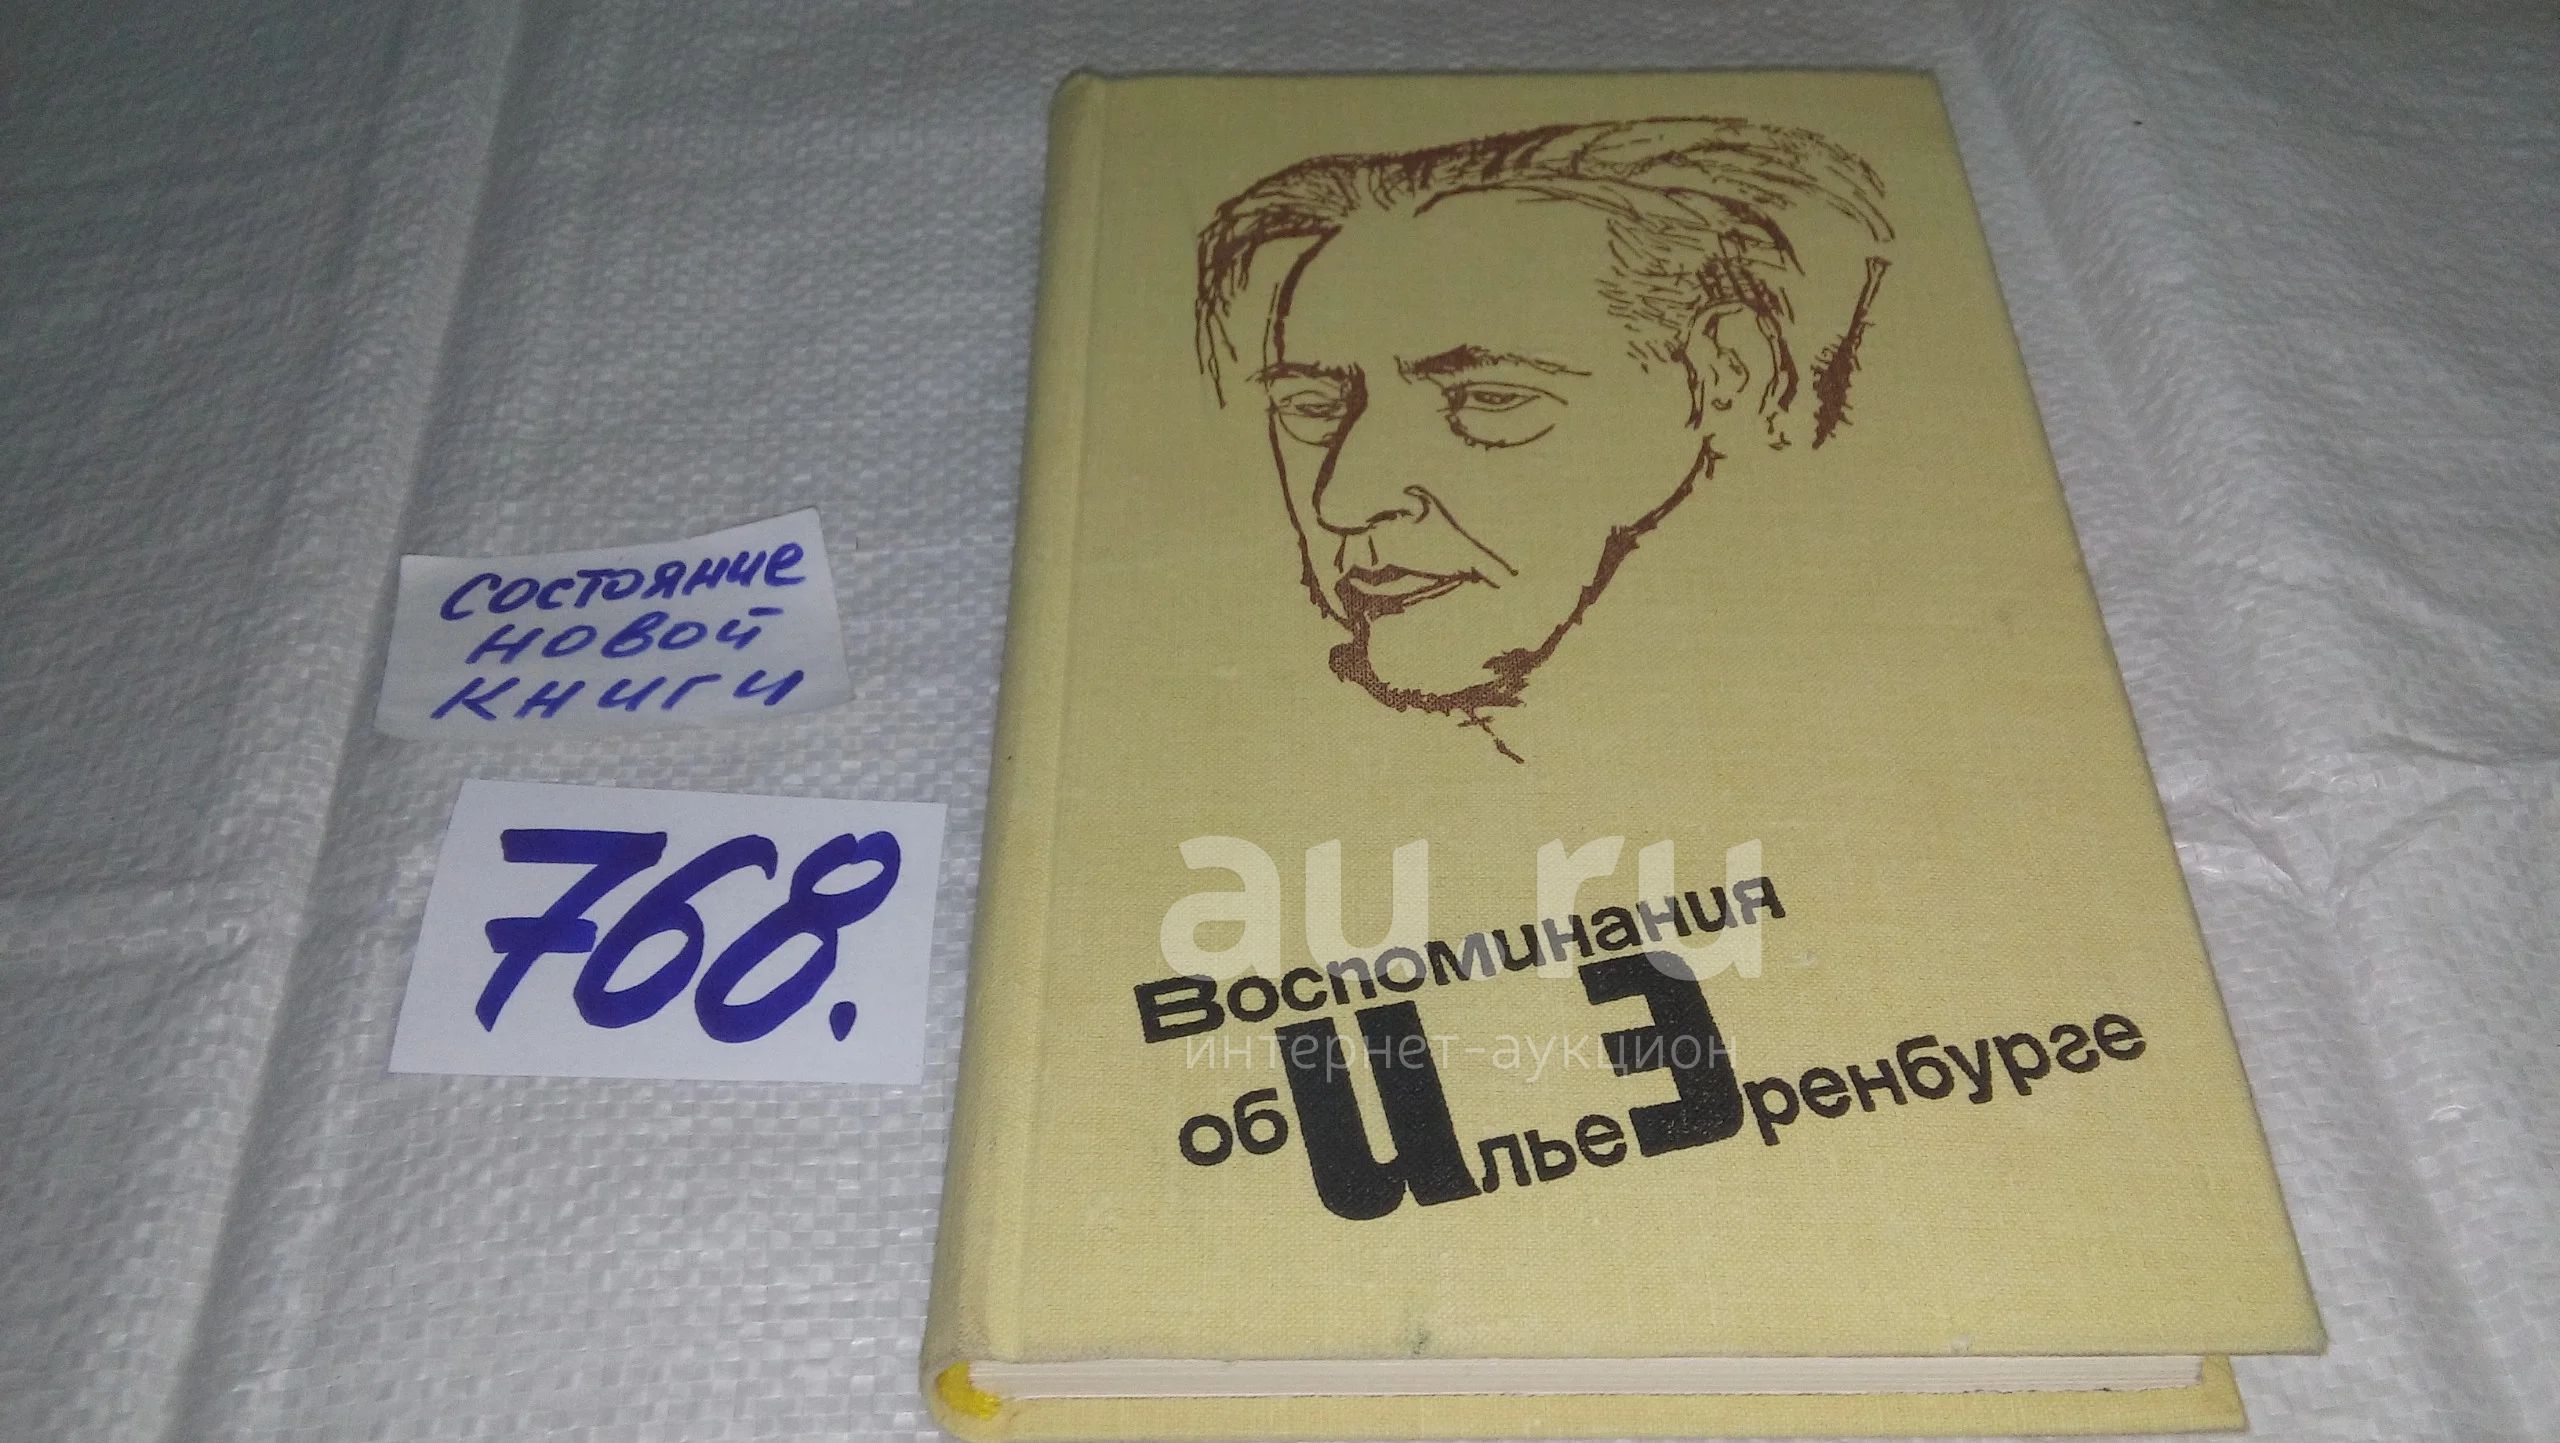 состояние
новой
книги
768.
au.ru
интернет-аукцион
Воспоминания
об Илье Эренбурге